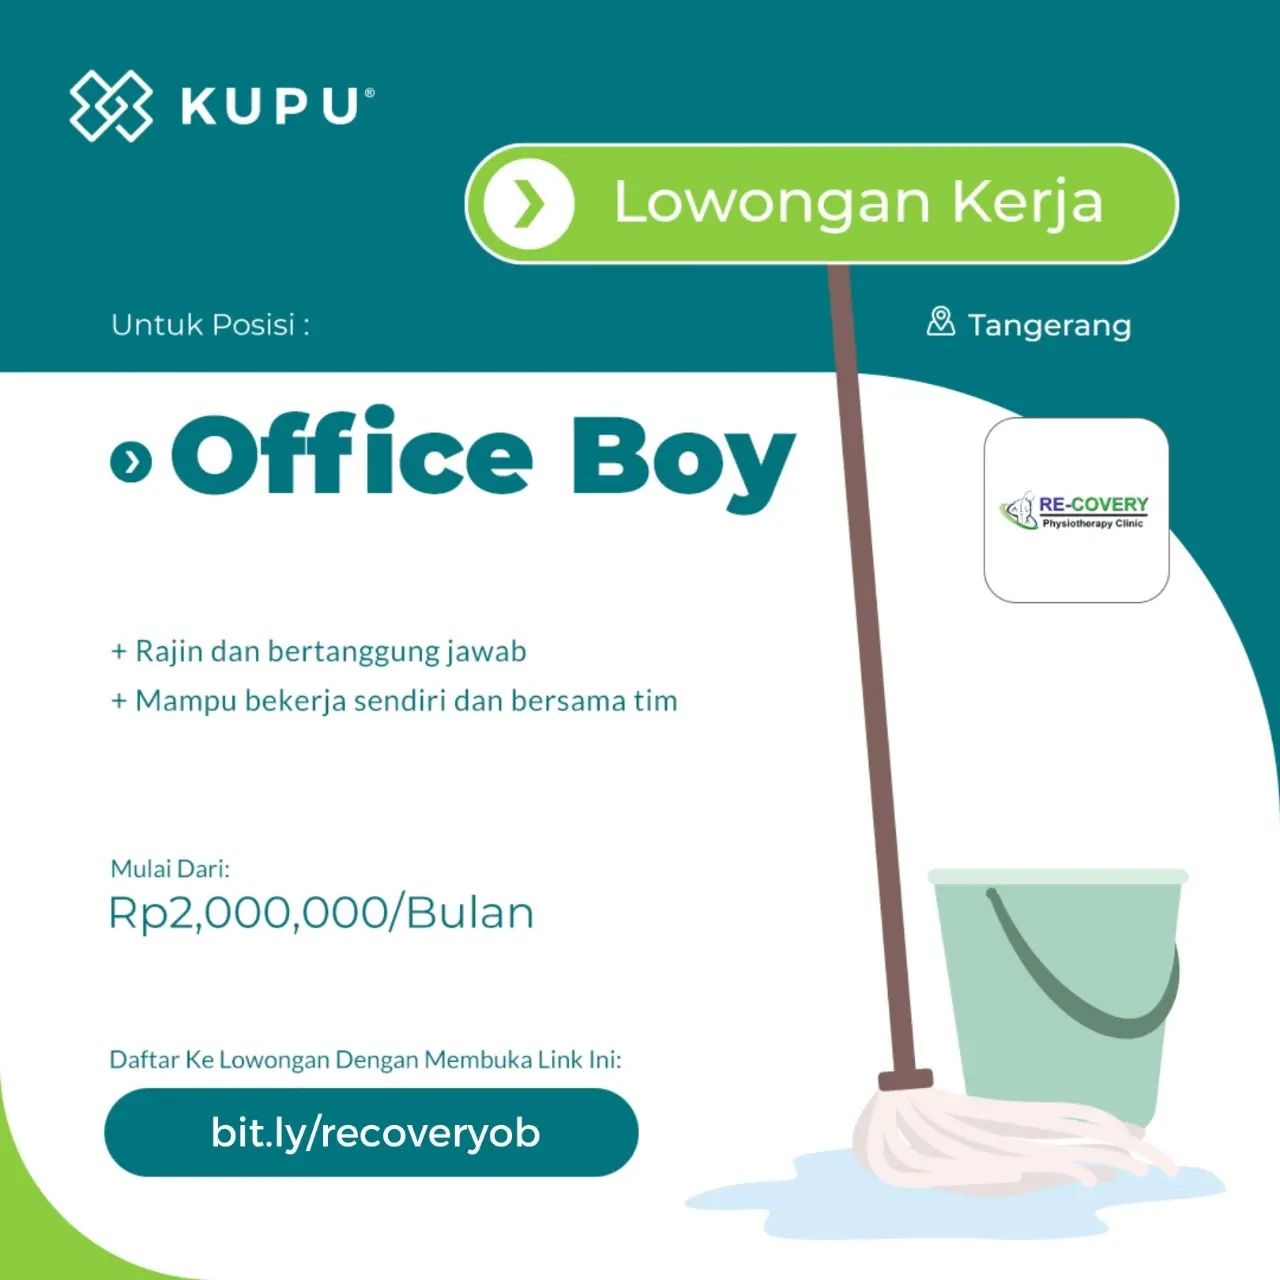 KUPU®
Lowongan Kerja
Untuk Posisi :
Tangerang
Office Boy
RE-COVERY
Physiotherapy Clinic
+ Rajin dan bertanggung jawab
+ Mampu bekerja sendiri dan bersama tim
Mulai Dari:
Rp2,000,000/Bulan
Daftar Ke Lowongan Dengan Membuka Link Ini:
bit.ly/recoveryob